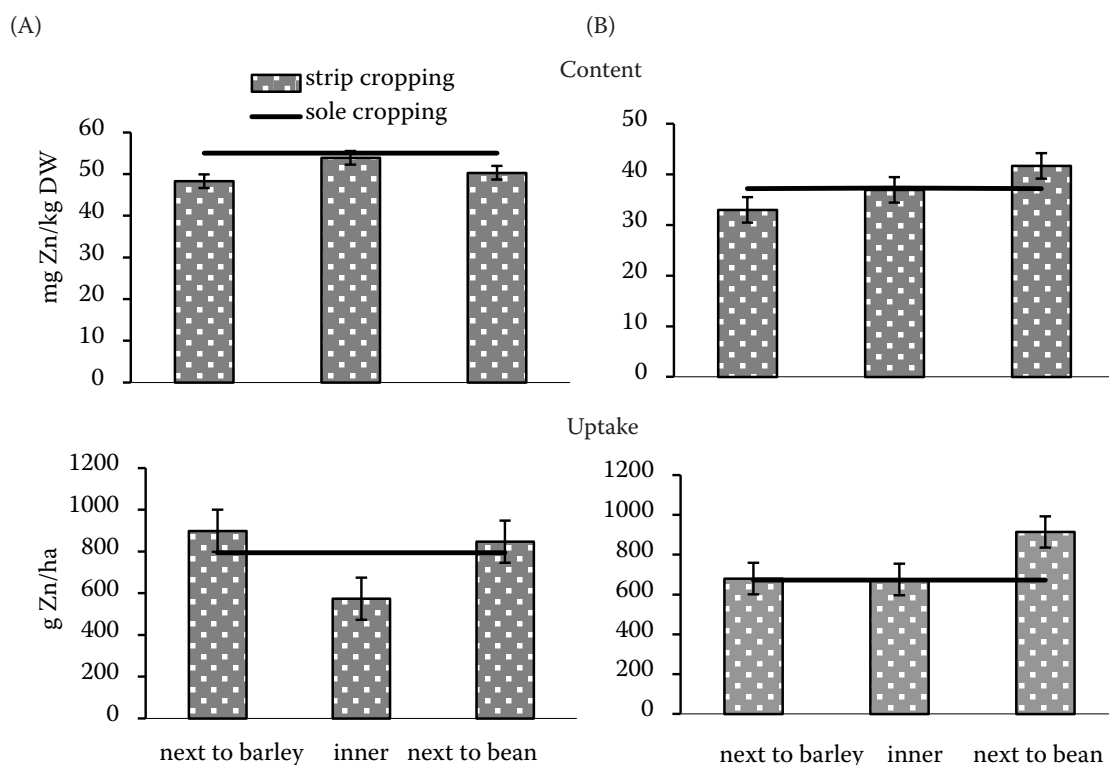 (A)
(B)
Content
strip cropping
sole cropping
mg Zn/kg DW
60
50
40
30
20
10
0
50
40
30
20
10
0
Uptake
g Zn/ha
1200
1000
800
600
400
200
0
1200
1000
800
600
400
200
0
next to barley inner next to bean
next to barley inner next to bean